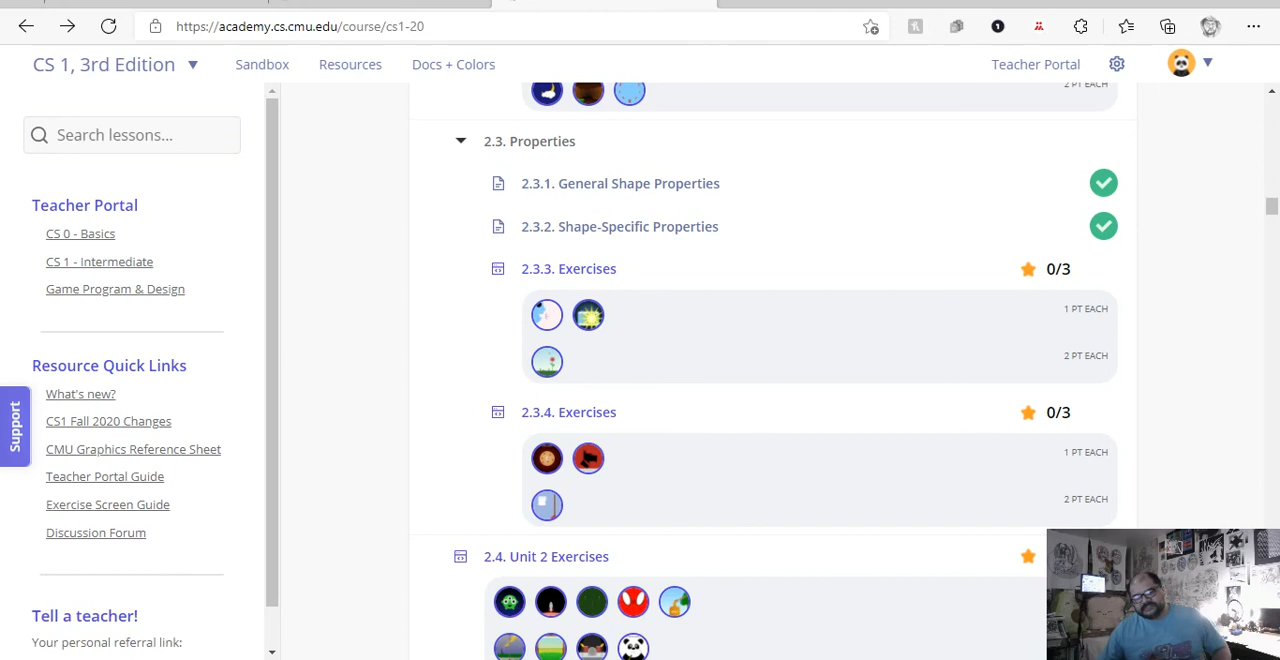 https://academy.cs.cmu.edu/course/cs1-20
CS 1, 3rd Edition
Sandbox
Resources
Docs + Colors
Teacher Portal
Search lessons...
Teacher Portal
CS 0 - Basics
CS 1 - Intermediate
Game Program & Design
Resource Quick Links
What's new?
CS1 Fall 2020 Changes
CMU Graphics Reference Sheet
Teacher Portal Guide
Exercise Screen Guide
Discussion Forum
Tell a teacher!
Your personal referral link:
Support
2 PT EACH
2.3. Properties
2.3.1. General Shape Properties
2.3.2. Shape-Specific Properties
2.3.3. Exercises
0/3
1 PT EACH
2 PT EACH
2.3.4. Exercises
0/3
1 PT EACH
2 PT EACH
2.4. Unit 2 Exercises